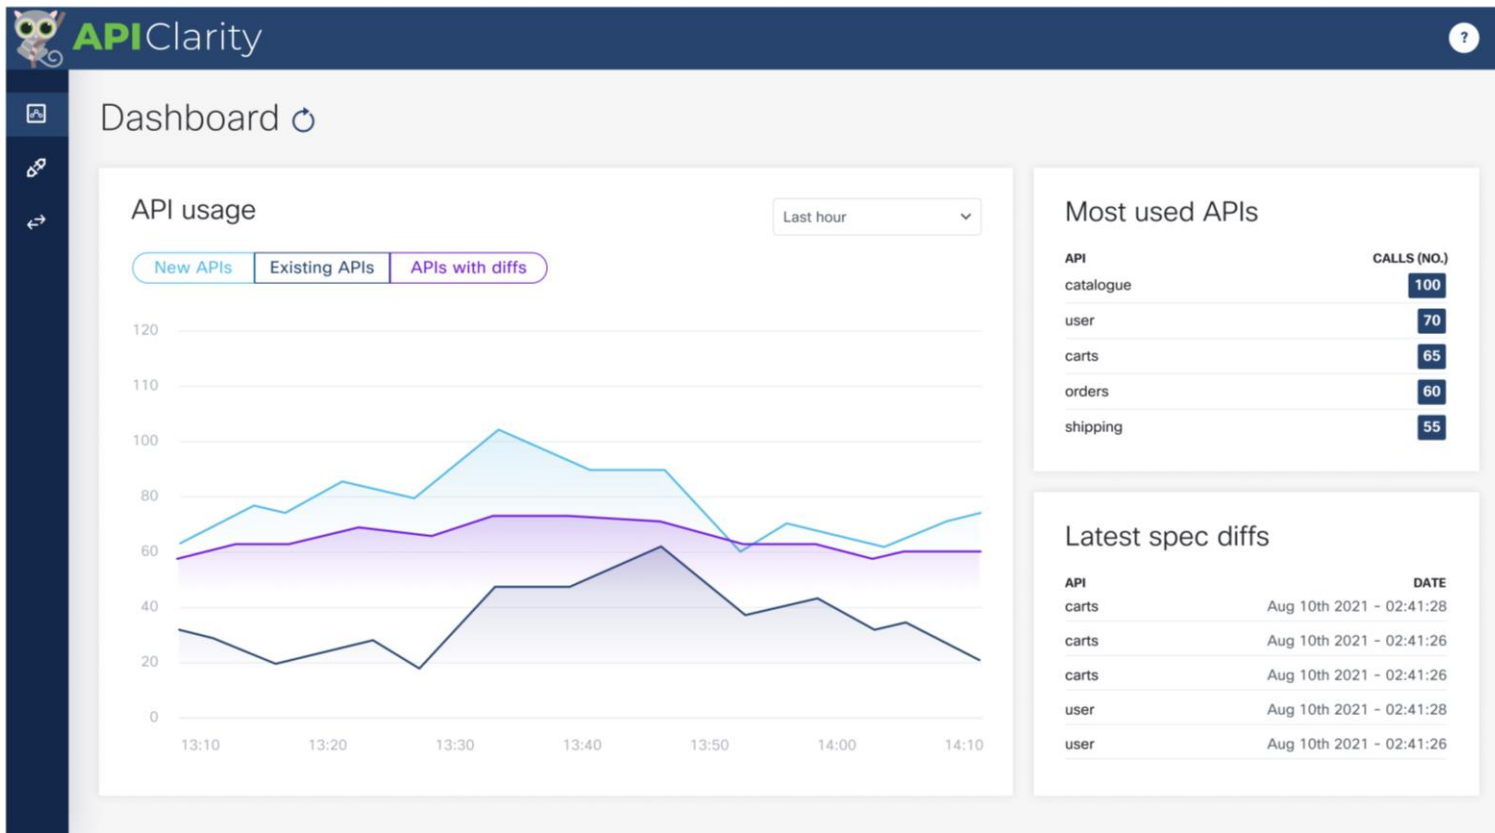 APIClarity
?
Dashboard
API usage
Last hour
New APIs
Existing APIs
APIs with diffs
120
110
100
80
60
40
20
0
13:10 13:20 13:30 13:40 13:50 14:00 14:10
Most used APIs
API CALLS (NO.)
catalogue 100
user 70
carts 65
orders 60
shipping 55
Latest spec diffs
API DATE
carts Aug 10th 2021 - 02:41:28
carts Aug 10th 2021 - 02:41:26
carts Aug 10th 2021 - 02:41:26
user Aug 10th 2021 - 02:41:28
user Aug 10th 2021 - 02:41:26